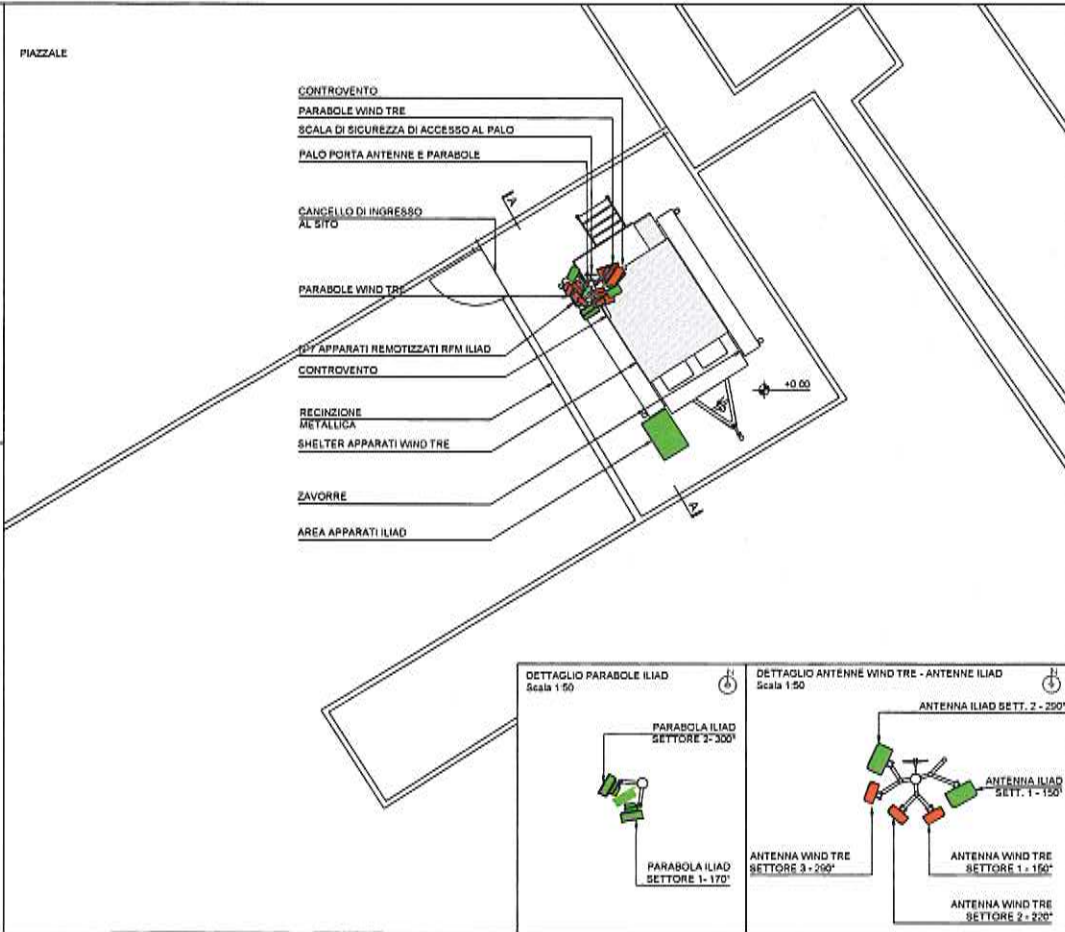 PIAZZALE
CONTROVENTO
PARABOLE WIND TRE
SCALA DI SICUREZZA DI ACCESSO AL PALO
PALO PORTA ANTENNE E PARABOLE
CANCELLO DI INGRESSO
AL SITO
PARABOLE WIND TRE
APPARATI REMOTIZZATI RFM ILIAD
CONTROVENTO
RECINZIONE
METALLICA
SHELTER APPARATI WIND TRE
ZAVORRE
AREA APPARATI ILIAD
A
A
+0.00
DETTAGLIO PARABOLE ILIAD
Scala 1:50
PARABOLA ILIAD
SETTORE 2- 300°
PARABOLA ILIAD
SETTORE 1- 170°
DETTAGLIO ANTENNE WIND TRE - ANTENNE ILIAD
Scala 1:50
ANTENNA ILIAD SETT. 2 - 290°
ANTENNA ILIAD
SETT. 1 - 150°
ANTENNA WIND TRE
SETTORE 3 - 290°
ANTENNA WIND TRE
SETTORE 1 - 150°
ANTENNA WIND TRE
SETTORE 2 - 220°